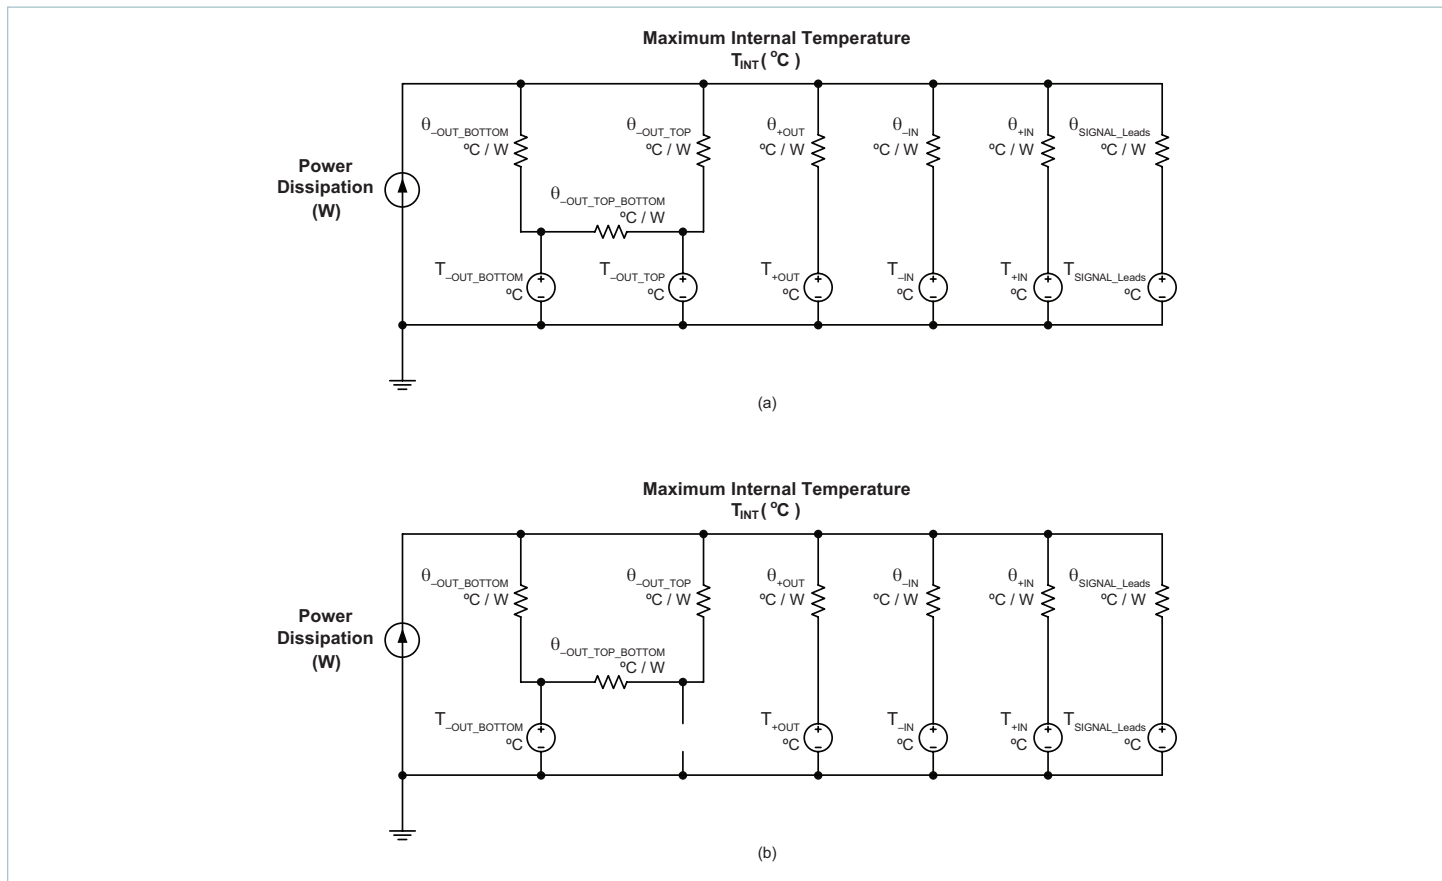 Maximum Internal Temperature
T_INT (°C)
θ_–OUT_BOTTOM
°C / W
θ_–OUT_TOP
°C / W
θ_+OUT
°C / W
θ_–IN
°C / W
θ_+IN
°C / W
θ_SIGNAL_Leads
°C / W
Power
Dissipation
(W)
θ_–OUT_TOP_BOTTOM
°C / W
T_–OUT_BOTTOM
°C
T_–OUT_TOP
°C
T_+OUT
°C
T_–IN
°C
T_+IN
°C
T_SIGNAL_Leads
°C
(a)
Maximum Internal Temperature
T_INT (°C)
θ_–OUT_BOTTOM
°C / W
θ_–OUT_TOP
°C / W
θ_+OUT
°C / W
θ_–IN
°C / W
θ_+IN
°C / W
θ_SIGNAL_Leads
°C / W
Power
Dissipation
(W)
θ_–OUT_TOP_BOTTOM
°C / W
T_–OUT_BOTTOM
°C
T_+OUT
°C
T_–IN
°C
T_+IN
°C
T_SIGNAL_Leads
°C
(b)